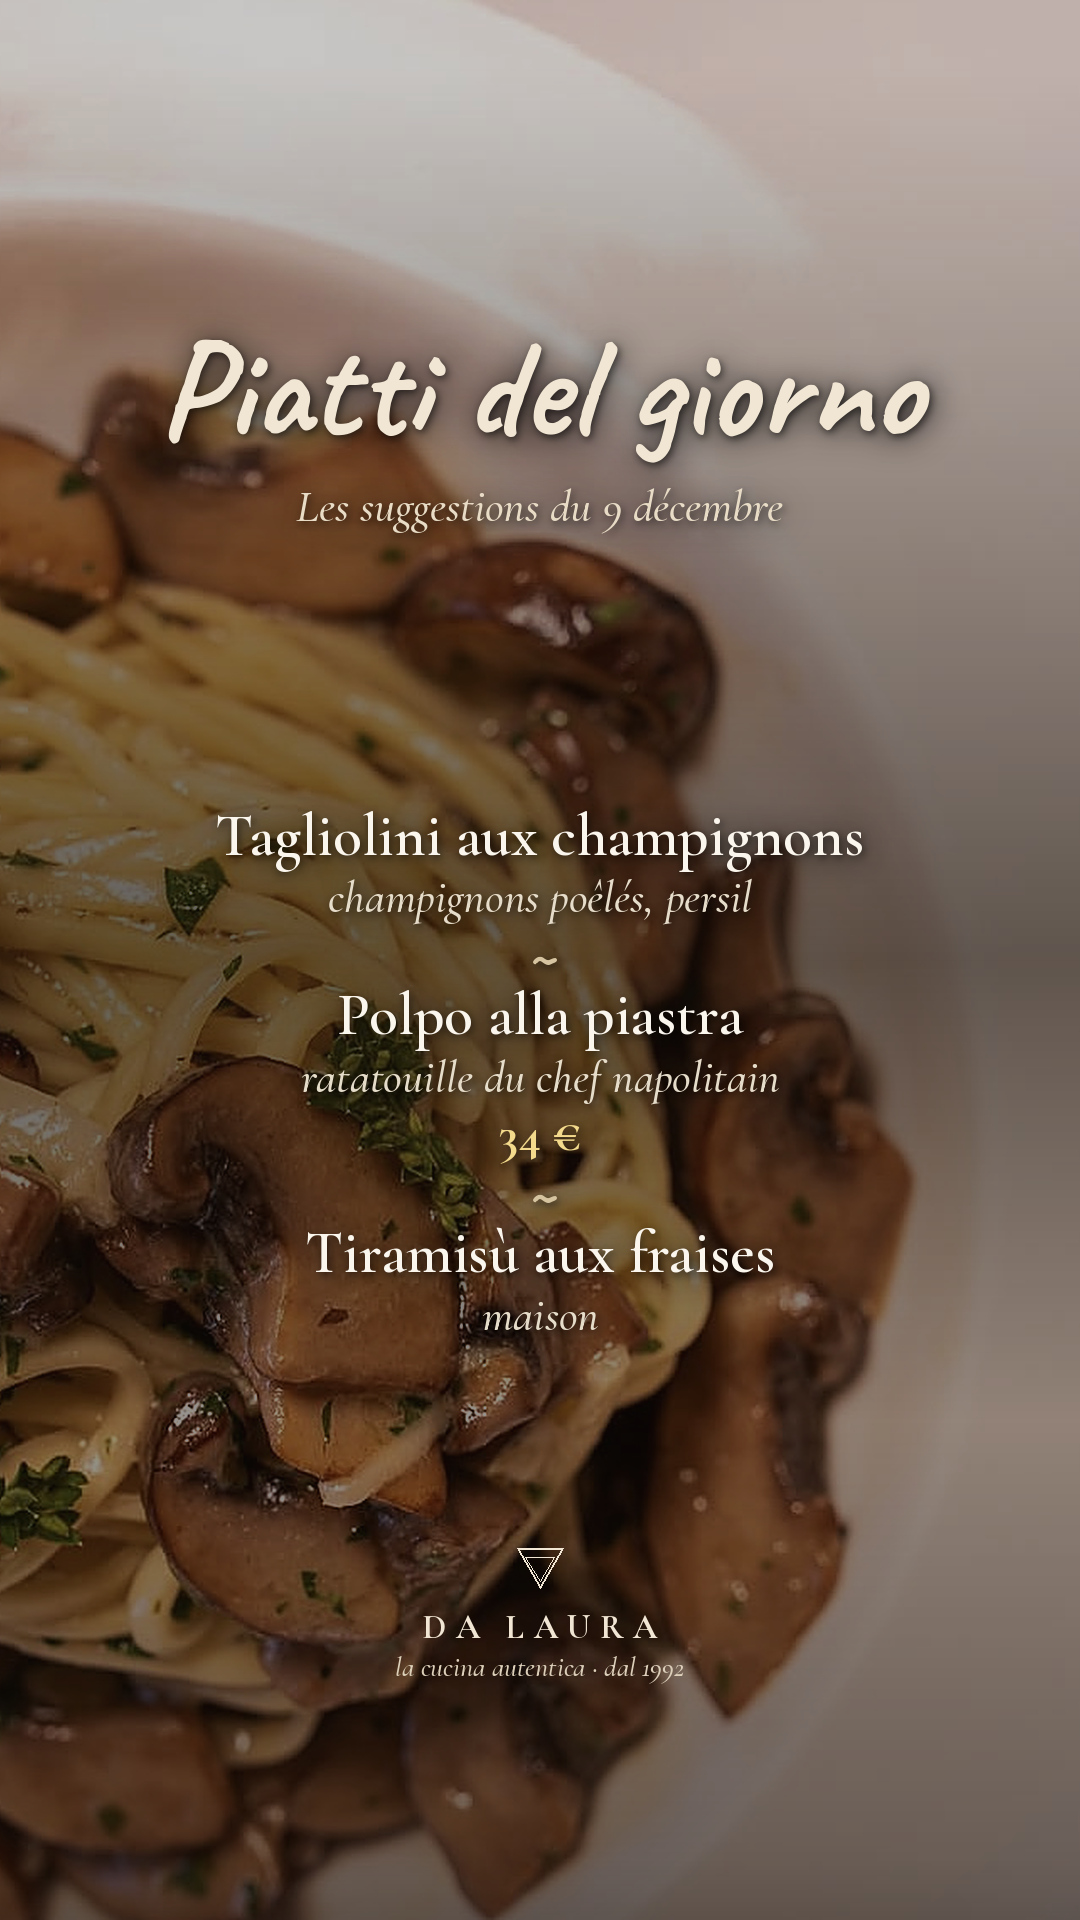 Piatti del giorno
Les suggestions du 9 décembre
Tagliolini aux champignons
champignons poêlés, persil
~
Polpo alla piastra
ratatouille du chef napolitain
34 €
~
Tiramisù aux fraises
maison
DA LAURA
la cucina autentica · dal 1992